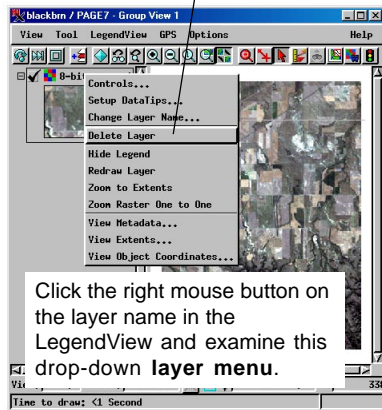 blackbrn / PAGE7 - Group View 1
View Tool LegendView GPS Options Help
8-bi
Controls...
Setup DataTips...
Change Layer Name...
Delete Layer
Hide Legend
Redraw Layer
Zoom to Extents
Zoom Raster One to One
View Metadata...
View Extents...
View Object Coordinates...
Click the right mouse button on
the layer name in the
LegendView and examine this
drop-down layer menu.
Time to draw: <1 Second